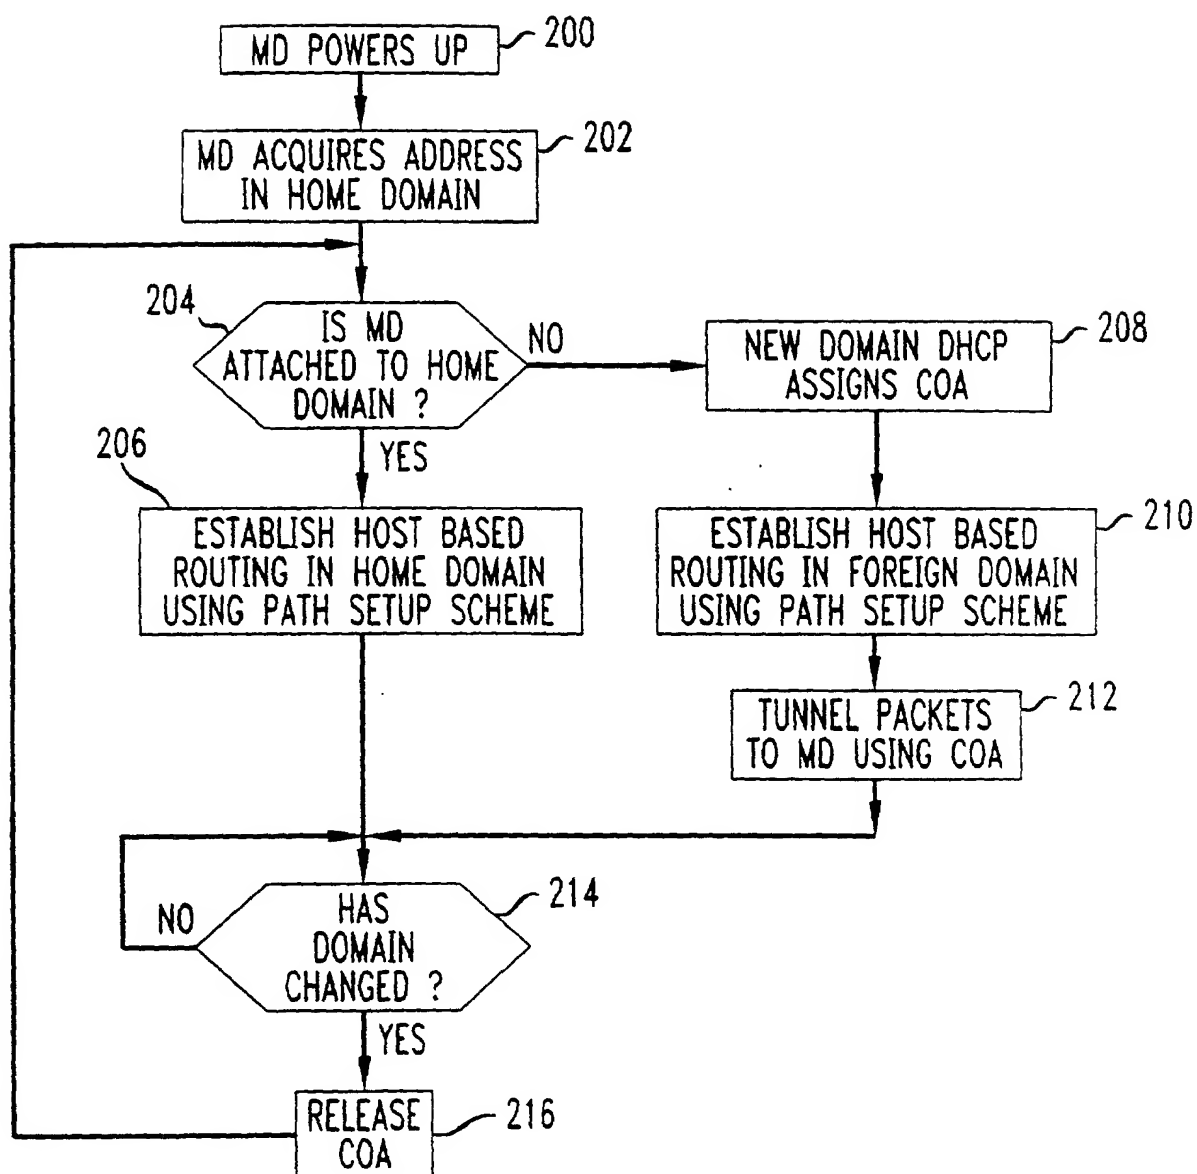 MD POWERS UP
200
MD ACQUIRES ADDRESS
IN HOME DOMAIN
202
204
IS MD
ATTACHED TO HOME
DOMAIN ?
NO
YES
NEW DOMAIN DHCP
ASSIGNS COA
208
206
ESTABLISH HOST BASED
ROUTING IN HOME DOMAIN
USING PATH SETUP SCHEME
ESTABLISH HOST BASED
ROUTING IN FOREIGN DOMAIN
USING PATH SETUP SCHEME
210
TUNNEL PACKETS
TO MD USING COA
212
HAS
DOMAIN
CHANGED ?
214
NO
YES
RELEASE
COA
216